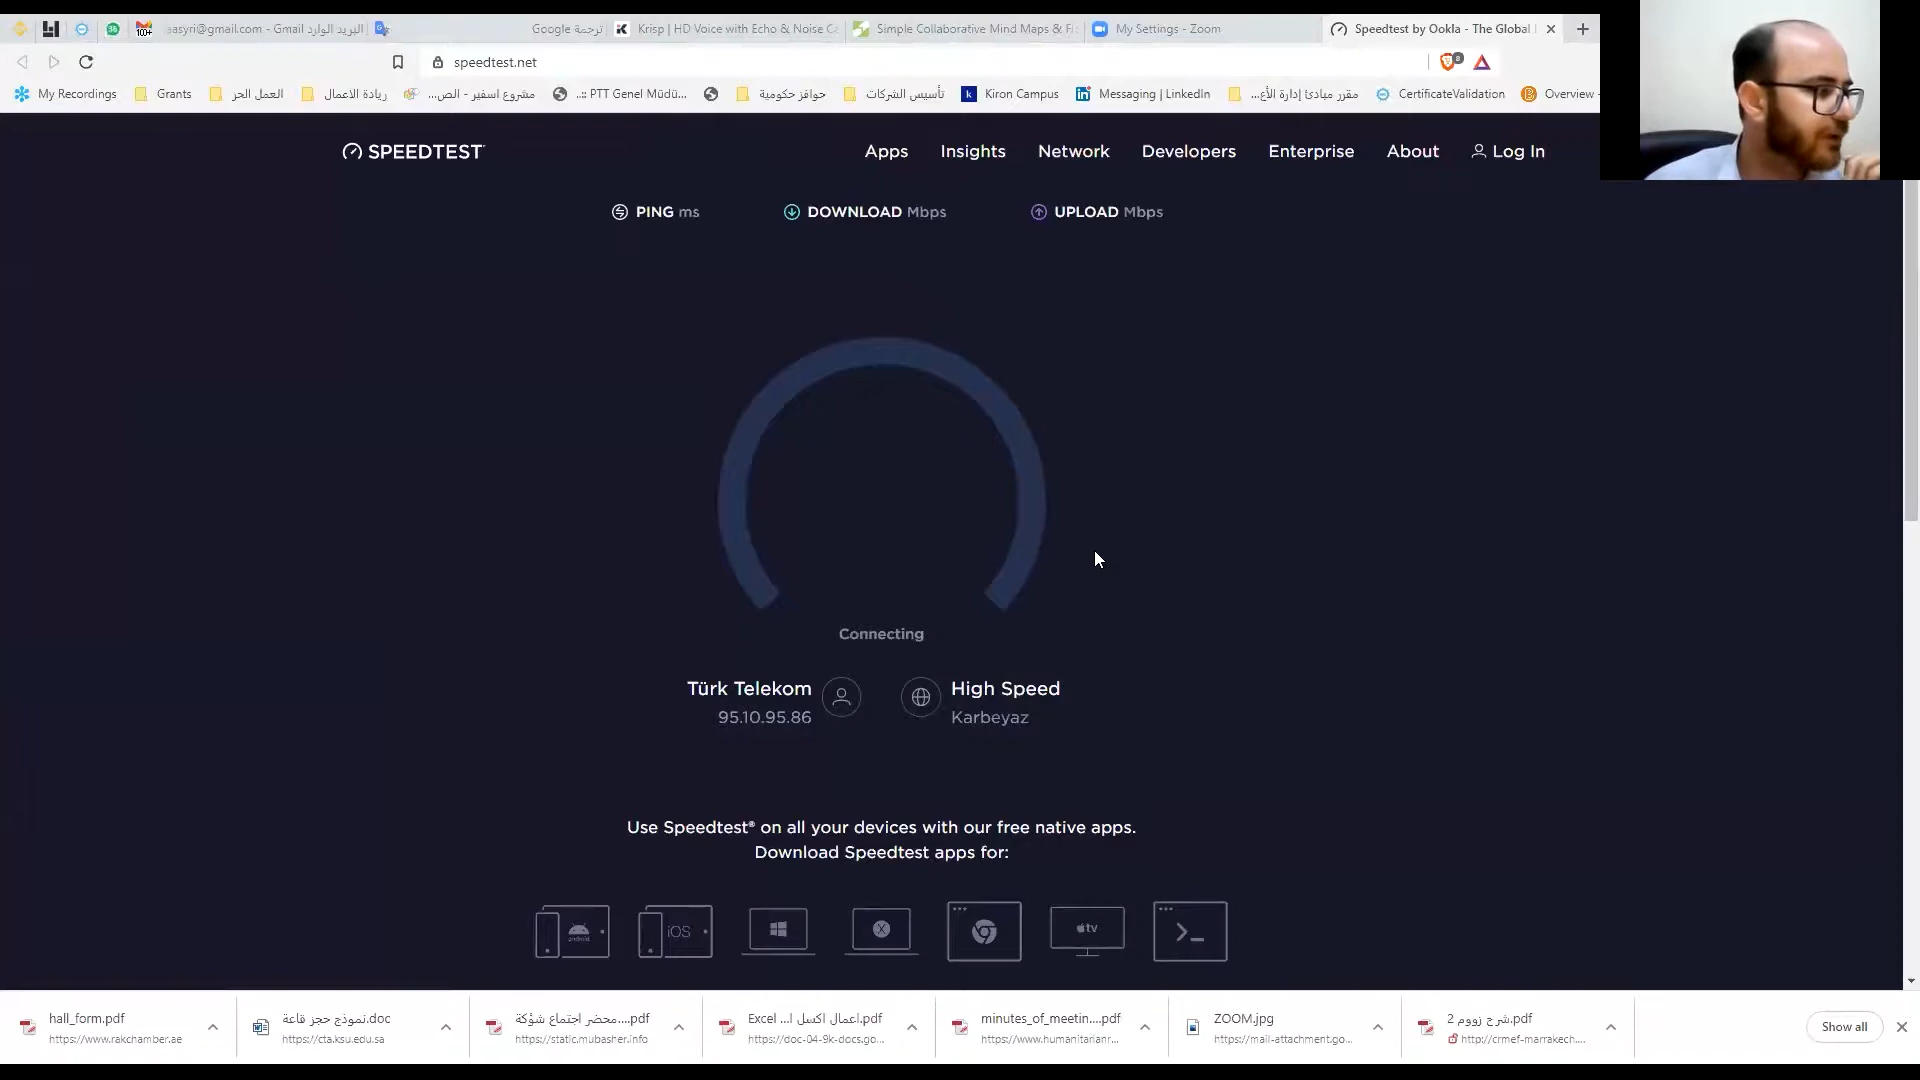 100+
aasyri@gmail.com - Gmail البريد الوارد
ترجمة Google
Krisp | HD Voice with Echo & Noise Ca
Simple Collaborative Mind Maps & Fl
My Settings - Zoom
Speedtest by Ookla - The Global
speedtest.net
8
My Recordings
Grants
العمل الحر
ريادة الاعمال
مشروع اسفير - الص...
..:: PTT Genel Müdü...
حوافز حكومية
تأسيس الشركات
Kiron Campus
Messaging | LinkedIn
مقرر مبادئ إدارة الأع...
CertificateValidation
Overview -
SPEEDTEST
Apps
Insights
Network
Developers
Enterprise
About
Log In
PING ms
DOWNLOAD Mbps
UPLOAD Mbps
Connecting
Türk Telekom
95.10.95.86
High Speed
Karbeyaz
Use Speedtest® on all your devices with our free native apps.
Download Speedtest apps for:
android
iOS
tv
hall_form.pdf
https://www.rakchamber.ae
نموذج حجز قاعة.doc
https://cta.ksu.edu.sa
محضر اجتماع شؤكة....pdf
https://static.mubasher.info
Excel اعمال اكسل ا....pdf
https://doc-04-9k-docs.go...
minutes_of_meetin....pdf
https://www.humanitarianr...
ZOOM.jpg
https://mail-attachment.go...
شرح زووم 2.pdf
http://crmef-marrakech....
Show all